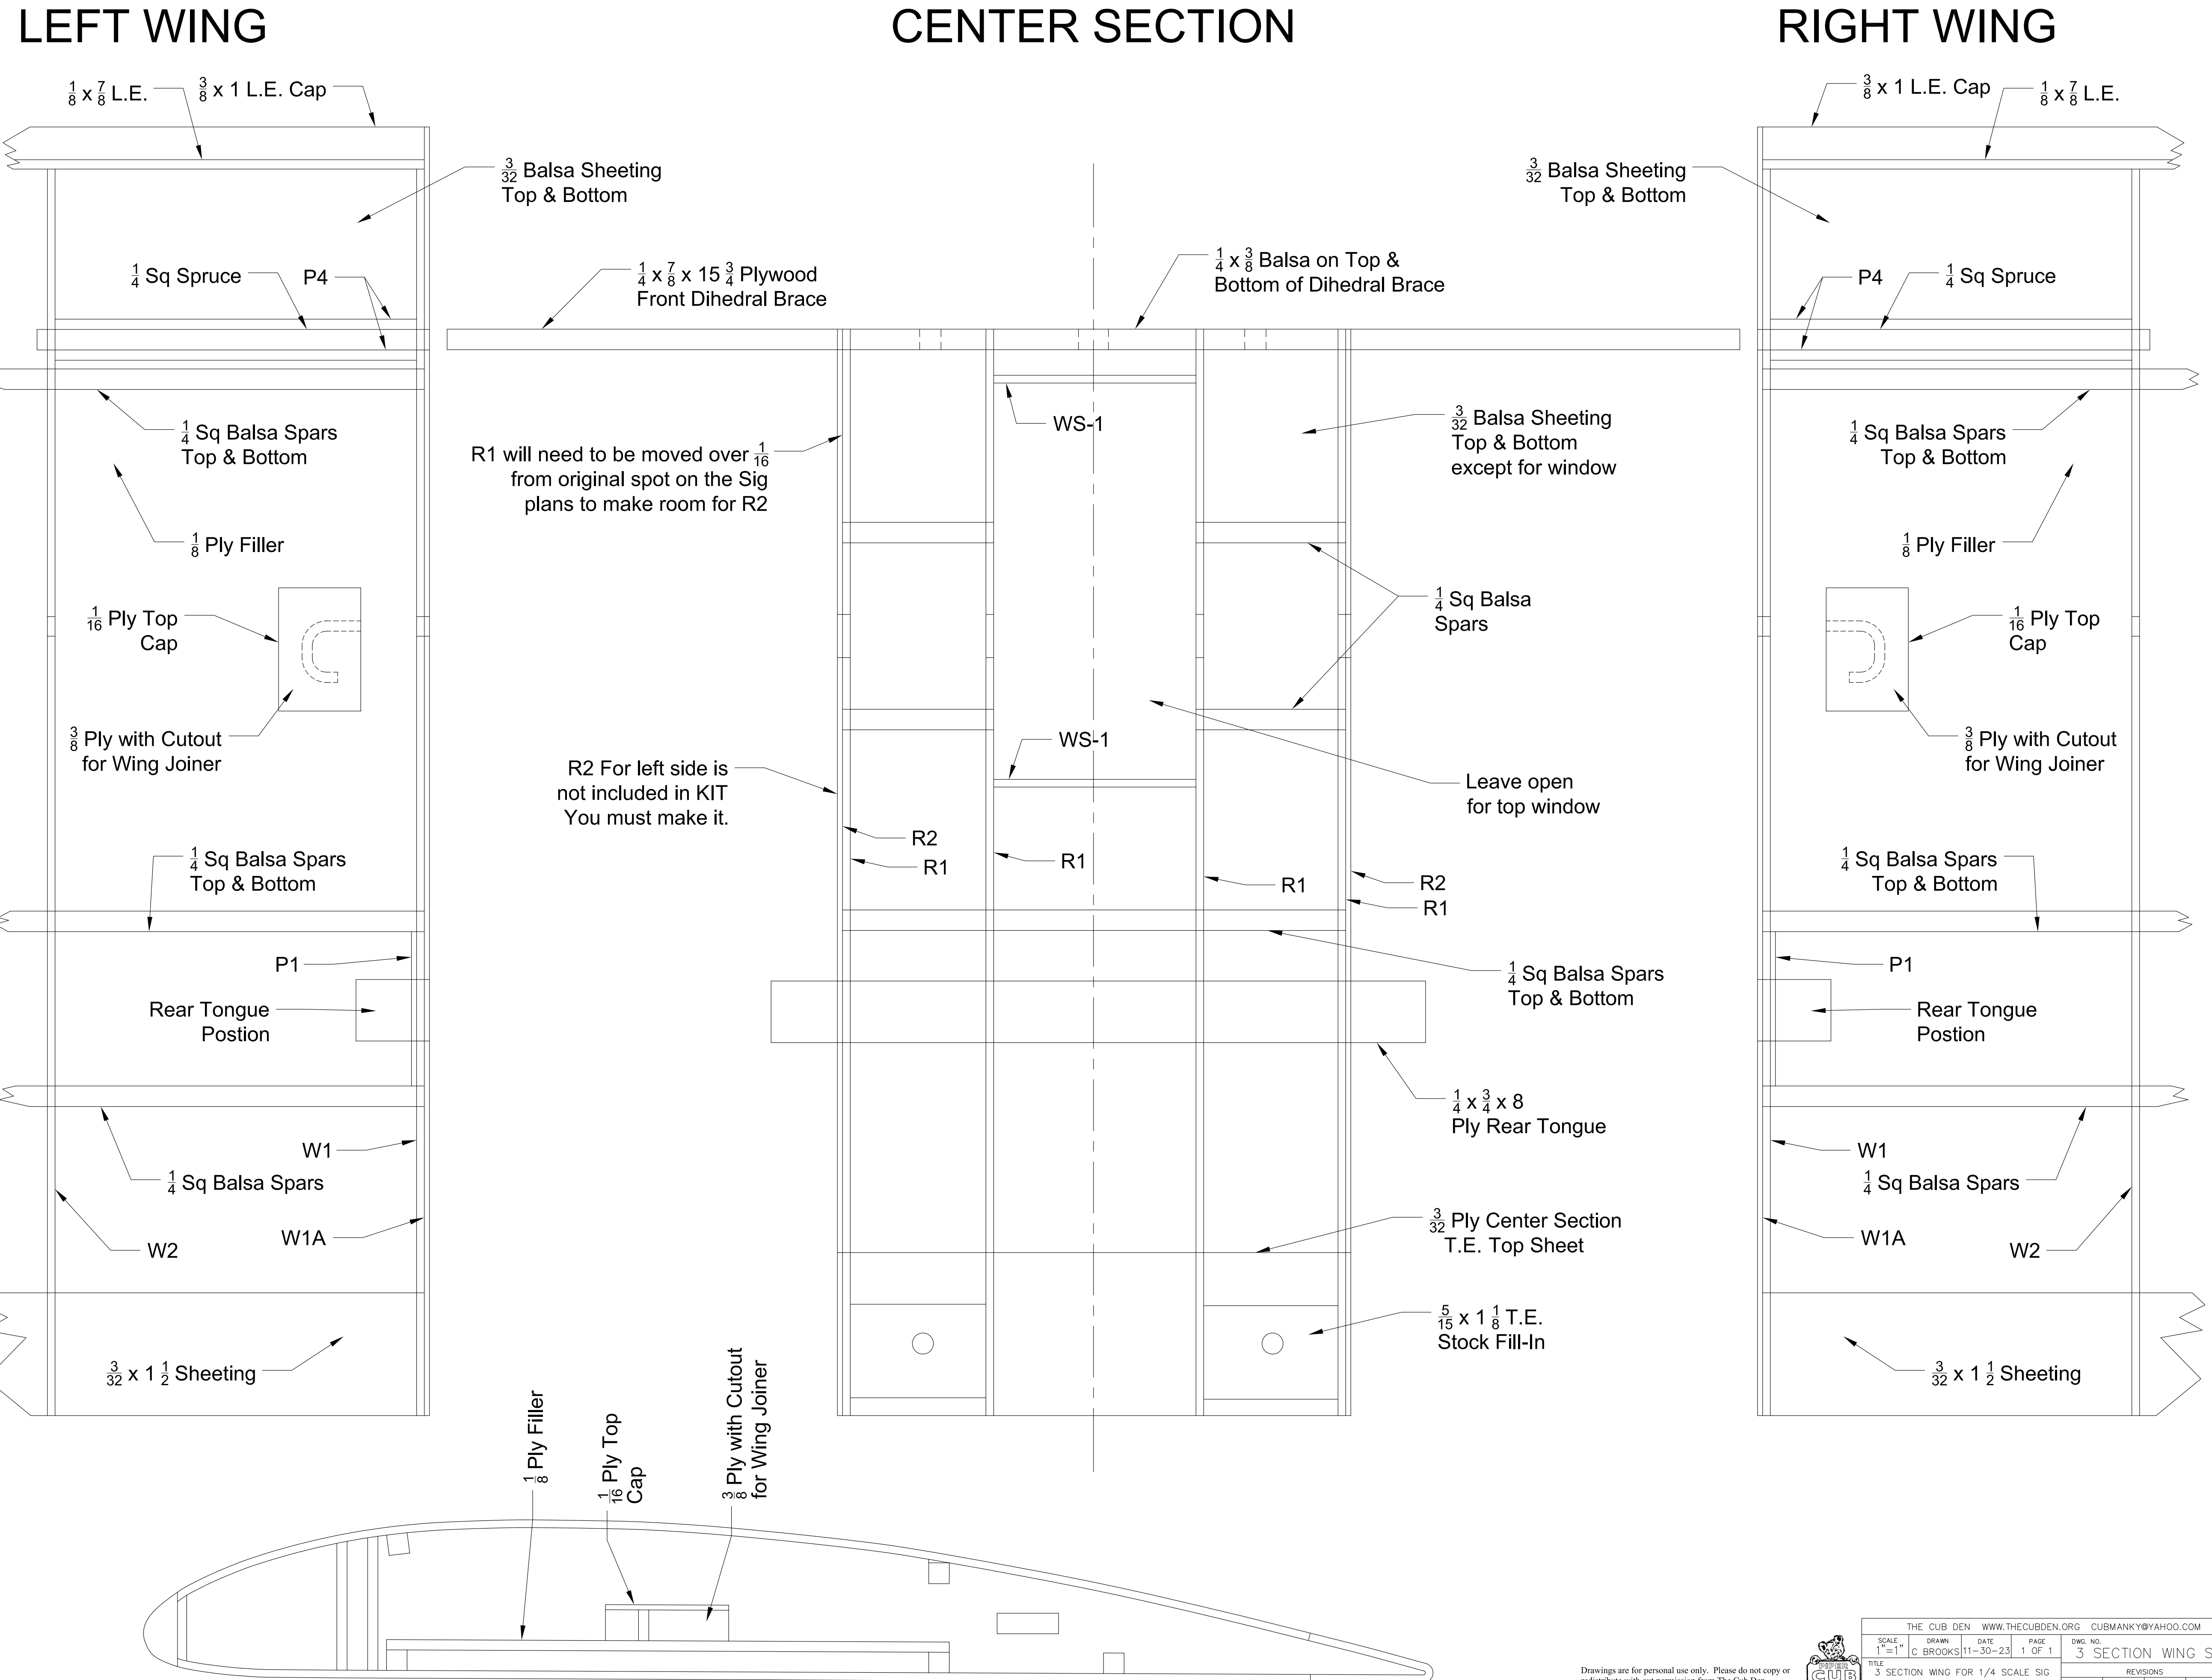 LEFT WING
CENTER SECTION
RIGHT WING
1/8 x 7/8 L.E.
3/8 x 1 L.E. Cap
3/32 Balsa Sheeting
Top & Bottom
1/4 Sq Spruce
P4
1/4 Sq Balsa Spars
Top & Bottom
1/8 Ply Filler
1/16 Ply Top
Cap
3/8 Ply with Cutout
for Wing Joiner
1/4 Sq Balsa Spars
Top & Bottom
P1
Rear Tongue
Postion
W1
1/4 Sq Balsa Spars
W2
W1A
3/32 x 1 1/2 Sheeting
1/4 x 7/8 x 15 3/4 Plywood
Front Dihedral Brace
1/4 x 3/8 Balsa on Top &
Bottom of Dihedral Brace
WS-1
R1 will need to be moved over 1/16
from original spot on the Sig
plans to make room for R2
3/32 Balsa Sheeting
Top & Bottom
except for window
1/4 Sq Balsa
Spars
WS-1
R2 For left side is
not included in KIT
You must make it.
Leave open
for top window
R2
R1
R1
R1
R2
R1
1/4 Sq Balsa Spars
Top & Bottom
1/4 x 3/4 x 8
Ply Rear Tongue
3/32 Ply Center Section
T.E. Top Sheet
5/15 x 1 1/8 T.E.
Stock Fill-In
3/8 x 1 L.E. Cap
1/8 x 7/8 L.E.
3/32 Balsa Sheeting
Top & Bottom
P4
1/4 Sq Spruce
1/4 Sq Balsa Spars
Top & Bottom
1/8 Ply Filler
1/16 Ply Top
Cap
3/8 Ply with Cutout
for Wing Joiner
1/4 Sq Balsa Spars
Top & Bottom
P1
Rear Tongue
Postion
W1
1/4 Sq Balsa Spars
W1A
W2
3/32 x 1 1/2 Sheeting
1/8 Ply Filler
1/16 Ply Top
Cap
3/8 Ply with Cutout
for Wing Joiner
Drawings are for personal use only. Please do not copy or
redistribute with out permission from The Cub Den
PIPER
CUB
THE CUB DEN WWW.THECUBDEN.ORG CUBMANKY@YAHOO.COM
SCALE
1"=1"
DRAWN
C BROOKS
DATE
11-30-23
PAGE
1 OF 1
DWG. NO.
3 SECTION WING S
TITLE
3 SECTION WING FOR 1/4 SCALE SIG
REVISIONS